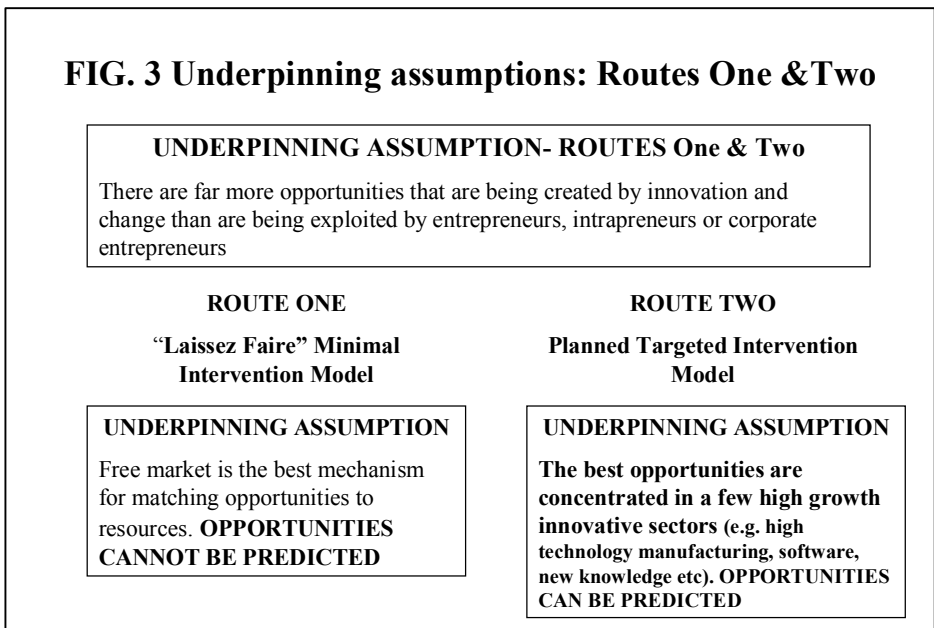 FIG. 3 Underpinning assumptions: Routes One &Two
UNDERPINNING ASSUMPTION- ROUTES One & Two
There are far more opportunities that are being created by innovation and
change than are being exploited by entrepreneurs, intrapreneurs or corporate
entrepreneurs
ROUTE ONE
“Laissez Faire” Minimal
Intervention Model
UNDERPINNING ASSUMPTION
Free market is the best mechanism
for matching opportunities to
resources. OPPORTUNITIES
CANNOT BE PREDICTED
ROUTE TWO
Planned Targeted Intervention
Model
UNDERPINNING ASSUMPTION
The best opportunities are
concentrated in a few high growth
innovative sectors (e.g. high
technology manufacturing, software,
new knowledge etc). OPPORTUNITIES
CAN BE PREDICTED